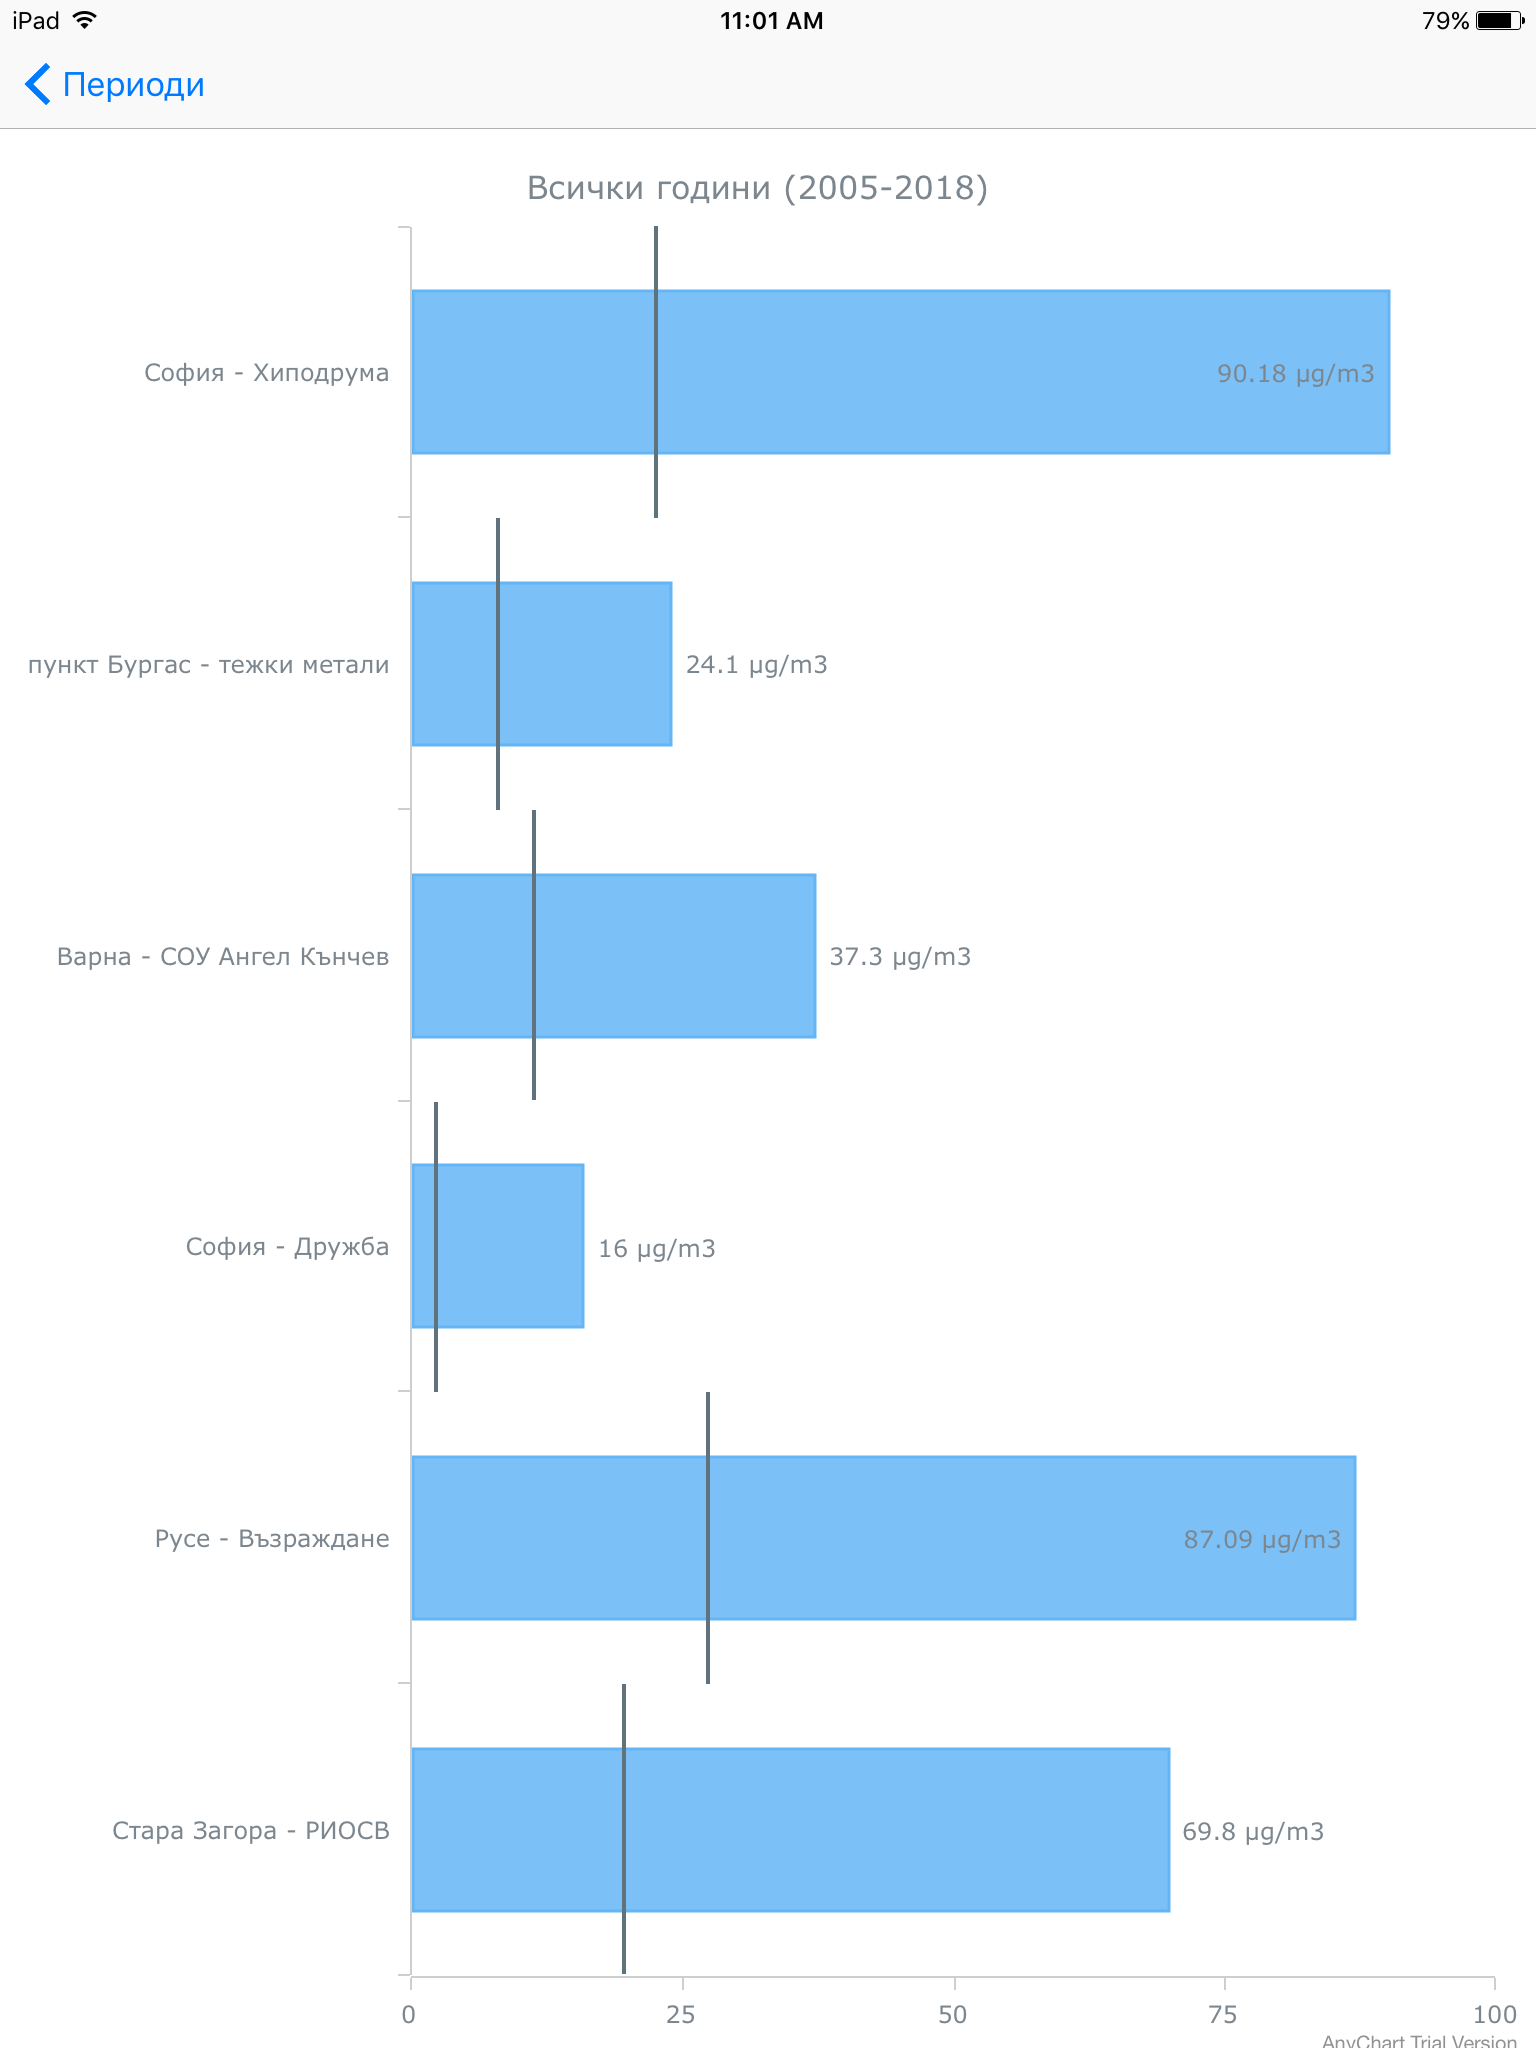 iPad 11:01 AM 79%
Периоди
Всички години (2005-2018)
София - Хиподрума 90.18 µg/m3
пункт Бургас - тежки метали 24.1 µg/m3
Варна - СОУ Ангел Кънчев 37.3 µg/m3
София - Дружба 16 µg/m3
Русе - Възраждане 87.09 µg/m3
Стара Загора - РИОСВ 69.8 µg/m3
0 25 50 75 100
AnyChart Trial Version